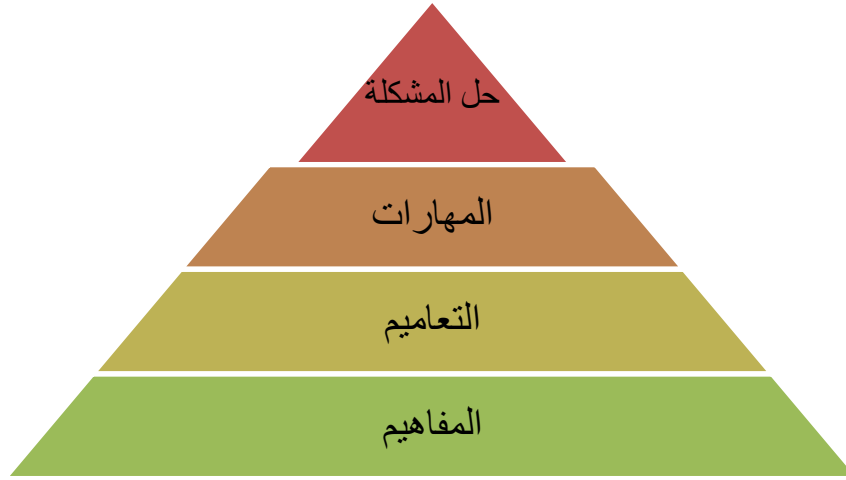 حل المشكلة
المهارات
التعاميم
المفاهيم